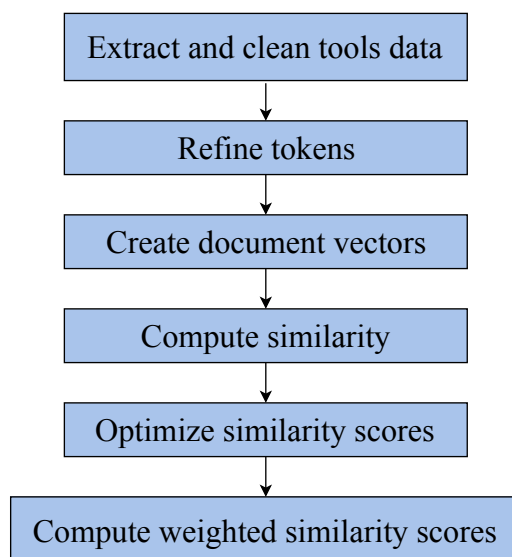 Extract and clean tools data
Refine tokens
Create document vectors
Compute similarity
Optimize similarity scores
Compute weighted similarity scores